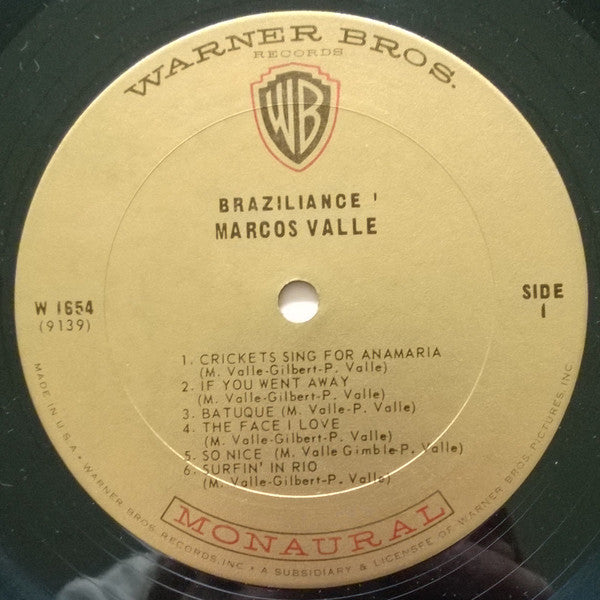 WARNER BROS.
RECORDS
WB
BRAZILIANCE !
MARCOS VALLE
W 1654
(9139)
SIDE
1
1. CRICKETS SING FOR ANAMARIA
(M. Valle-Gilbert-P. Valle)
2. IF YOU WENT AWAY
(M. Valle-Gilbert-P. Valle)
3. BATUQUE (M. Valle-P. Valle)
4. THE FACE I LOVE
(M. Valle-Gilbert-P. Valle)
5. SO NICE (M. Valle Gimble-P. Valle)
6. SURFIN' IN RIO
(M. Valle-Gilbert-P. Valle)
MONAURAL
MADE IN U.S.A. • WARNER BROS. RECORDS, INC. • A SUBSIDIARY & LICENSEE OF WARNER BROS. PICTURES, INC.